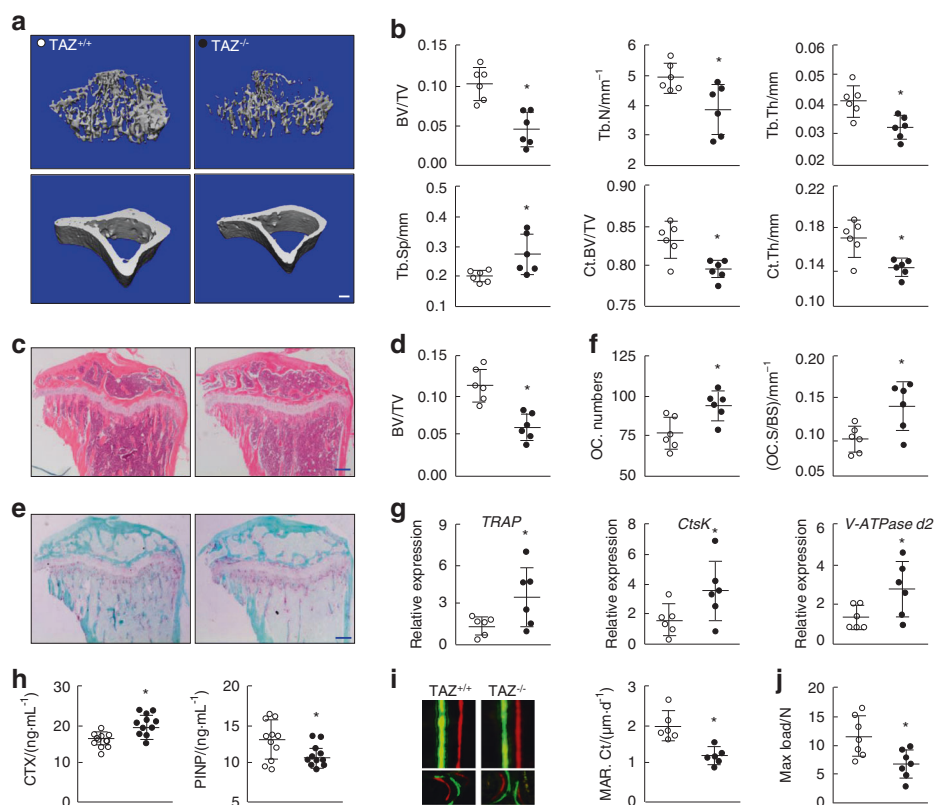 a
TAZ+/+
TAZ-/-
b
BV/TV
0.15
0.10
0.05
0.00
*
Tb.N/mm−1
6
5
4
3
2
*
Tb.Th/mm
0.06
0.05
0.04
0.03
0.02
*
Tb.Sp/mm
0.5
0.4
0.3
0.2
0.1
*
Ct.BV/TV
0.90
0.85
0.80
0.75
*
Ct.Th/mm
0.22
0.18
0.14
0.10
*
c
d
BV/TV
0.15
0.10
0.05
0.00
*
f
OC. numbers
125
100
75
50
*
(OC.S/BS)/mm−1
0.20
0.15
0.10
0.05
*
e
g
Relative expression
TRAP
9
6
3
0
*
Relative expression
CtsK
8
6
4
2
0
*
Relative expression
V-ATPase d2
6
4
2
0
*
h
CTX/(ng·mL−1)
30
20
10
0
*
PINP/(ng·mL−1)
20
15
10
5
*
i
TAZ+/+
TAZ-/-
MAR. Ct/(μm·d−1)
3
2
1
0
*
j
Max load/N
20
15
10
5
0
*